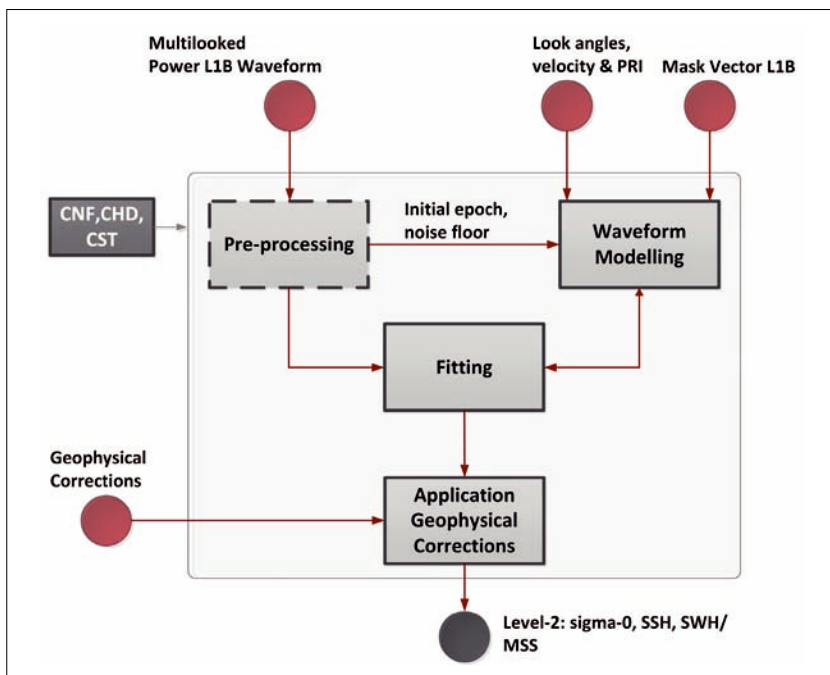 Multilooked
Power L1B Waveform
Look angles,
velocity & PRI
Mask Vector L1B
CNF,CHD,
CST
Pre-processing
Initial epoch,
noise floor
Waveform
Modelling
Fitting
Geophysical
Corrections
Application
Geophysical
Corrections
Level-2: sigma-0, SSH, SWH/
MSS